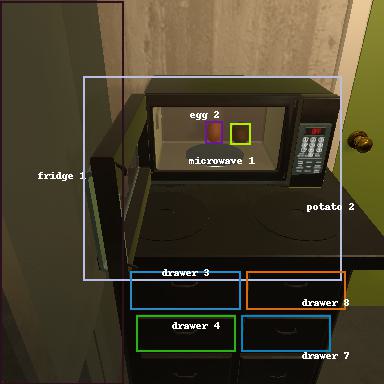 egg 2
microwave 1
fridge 1
potato 2
drawer 3
drawer 8
drawer 4
drawer 7